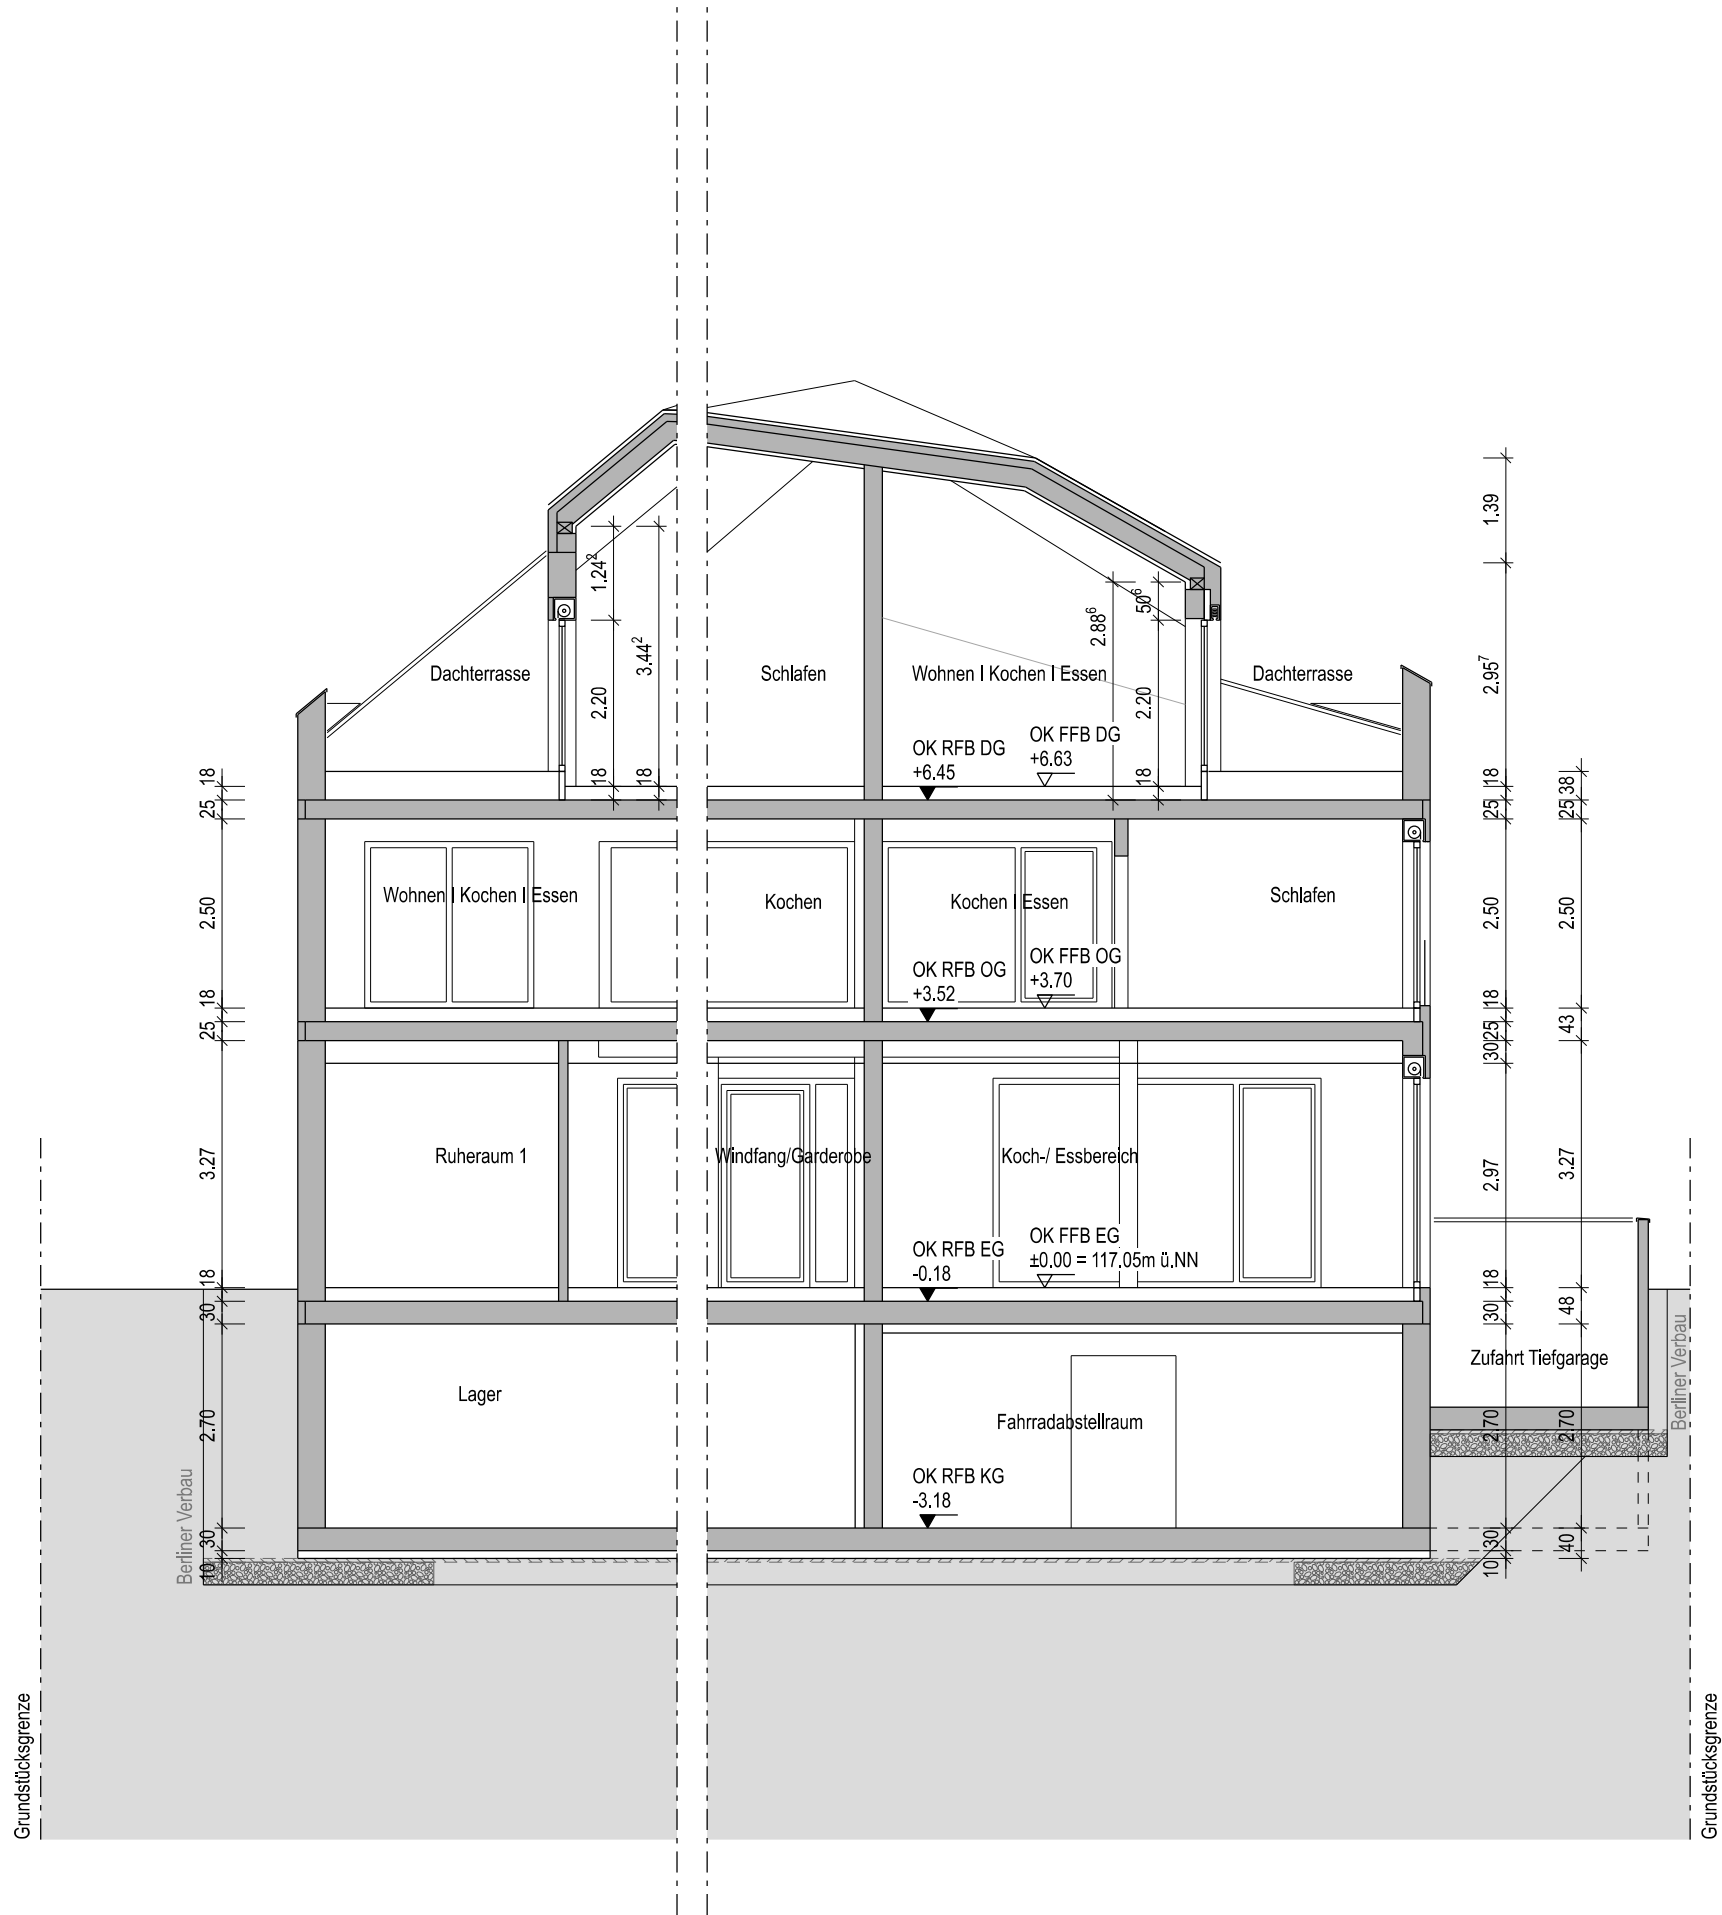 1.39
1.24²
50⁶
2.88⁶
3.44²
2.95⁷
Dachterrasse
Schlafen
Wohnen I Kochen I Essen
Dachterrasse
2.20
2.20
OK RFB DG
+6.45
OK FFB DG
+6.63
18
18
18
18
18
38
25
25
25
Wohnen I Kochen I Essen
Kochen
Kochen I Essen
Schlafen
2.50
2.50
2.50
OK RFB OG
+3.52
OK FFB OG
+3.70
18
18
43
25
25
30
Ruheraum 1
Windfang/Garderobe
Koch-/ Essbereich
3.27
2.97
3.27
OK RFB EG
-0.18
OK FFB EG
±0,00 = 117,05m ü.NN
18
18
30
30
48
Zufahrt Tiefgarage
Berliner Verbau
Lager
Fahrradabstellraum
2.70
2.70
2.70
OK RFB KG
-3.18
Berliner Verbau
30
30
40
10
10
Grundstücksgrenze
Grundstücksgrenze